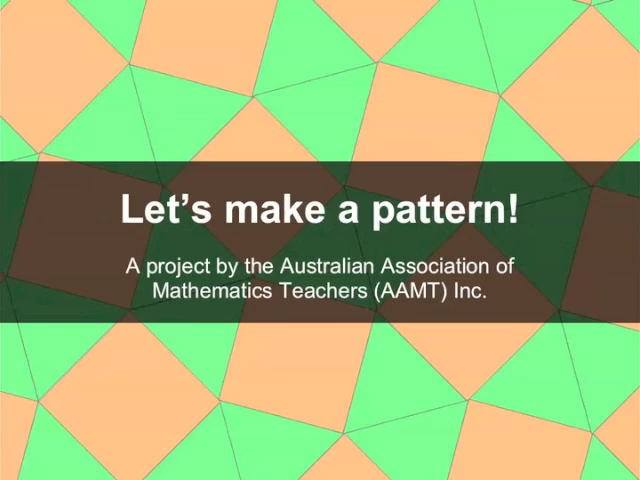 Let’s make a pattern!
A project by the Australian Association of
Mathematics Teachers (AAMT) Inc.